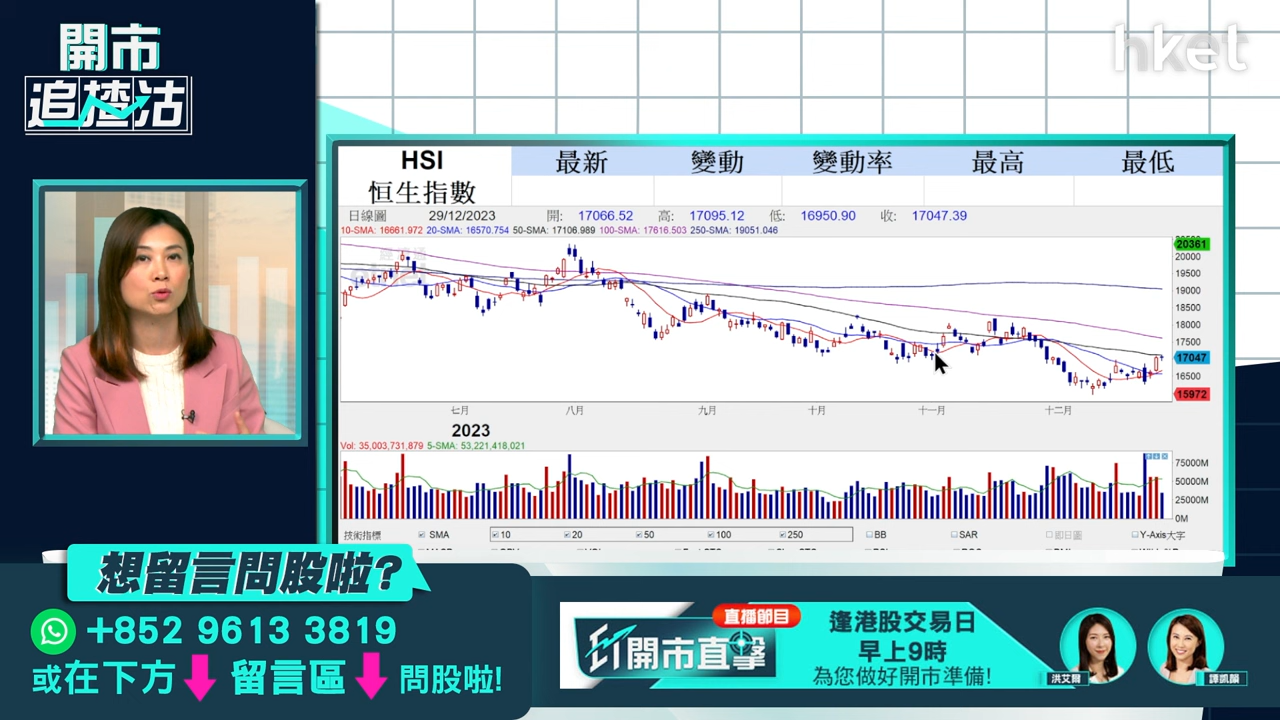 開市
追揸沽
hket
HSI
恒生指數
最新 變動 變動率 最高 最低
日線圖 29/12/2023 開: 17066.52 高: 17095.12 低: 16950.90 收: 17047.39
10-SMA: 16661.972 20-SMA: 16570.754 50-SMA: 17106.989 100-SMA: 17616.503 250-SMA: 19051.046
20361
20000
19500
19000
18500
18000
17500
17047
16500
15972
七月 八月 九月 十月 十一月 十二月
2023
Vol: 35,003,731,879 5-SMA: 53,221,418,021
75000M
50000M
25000M
0M
技術指標 SMA 10 20 50 100 250 BB SAR 即日圖 Y-Axis大字
想留言問股啦?
+852 9613 3819
或在下方 留言區 問股啦!
直播節目
開市直擊
逢港股交易日
早上9時
為您做好開市準備!
洪艾爾 譚凱韻